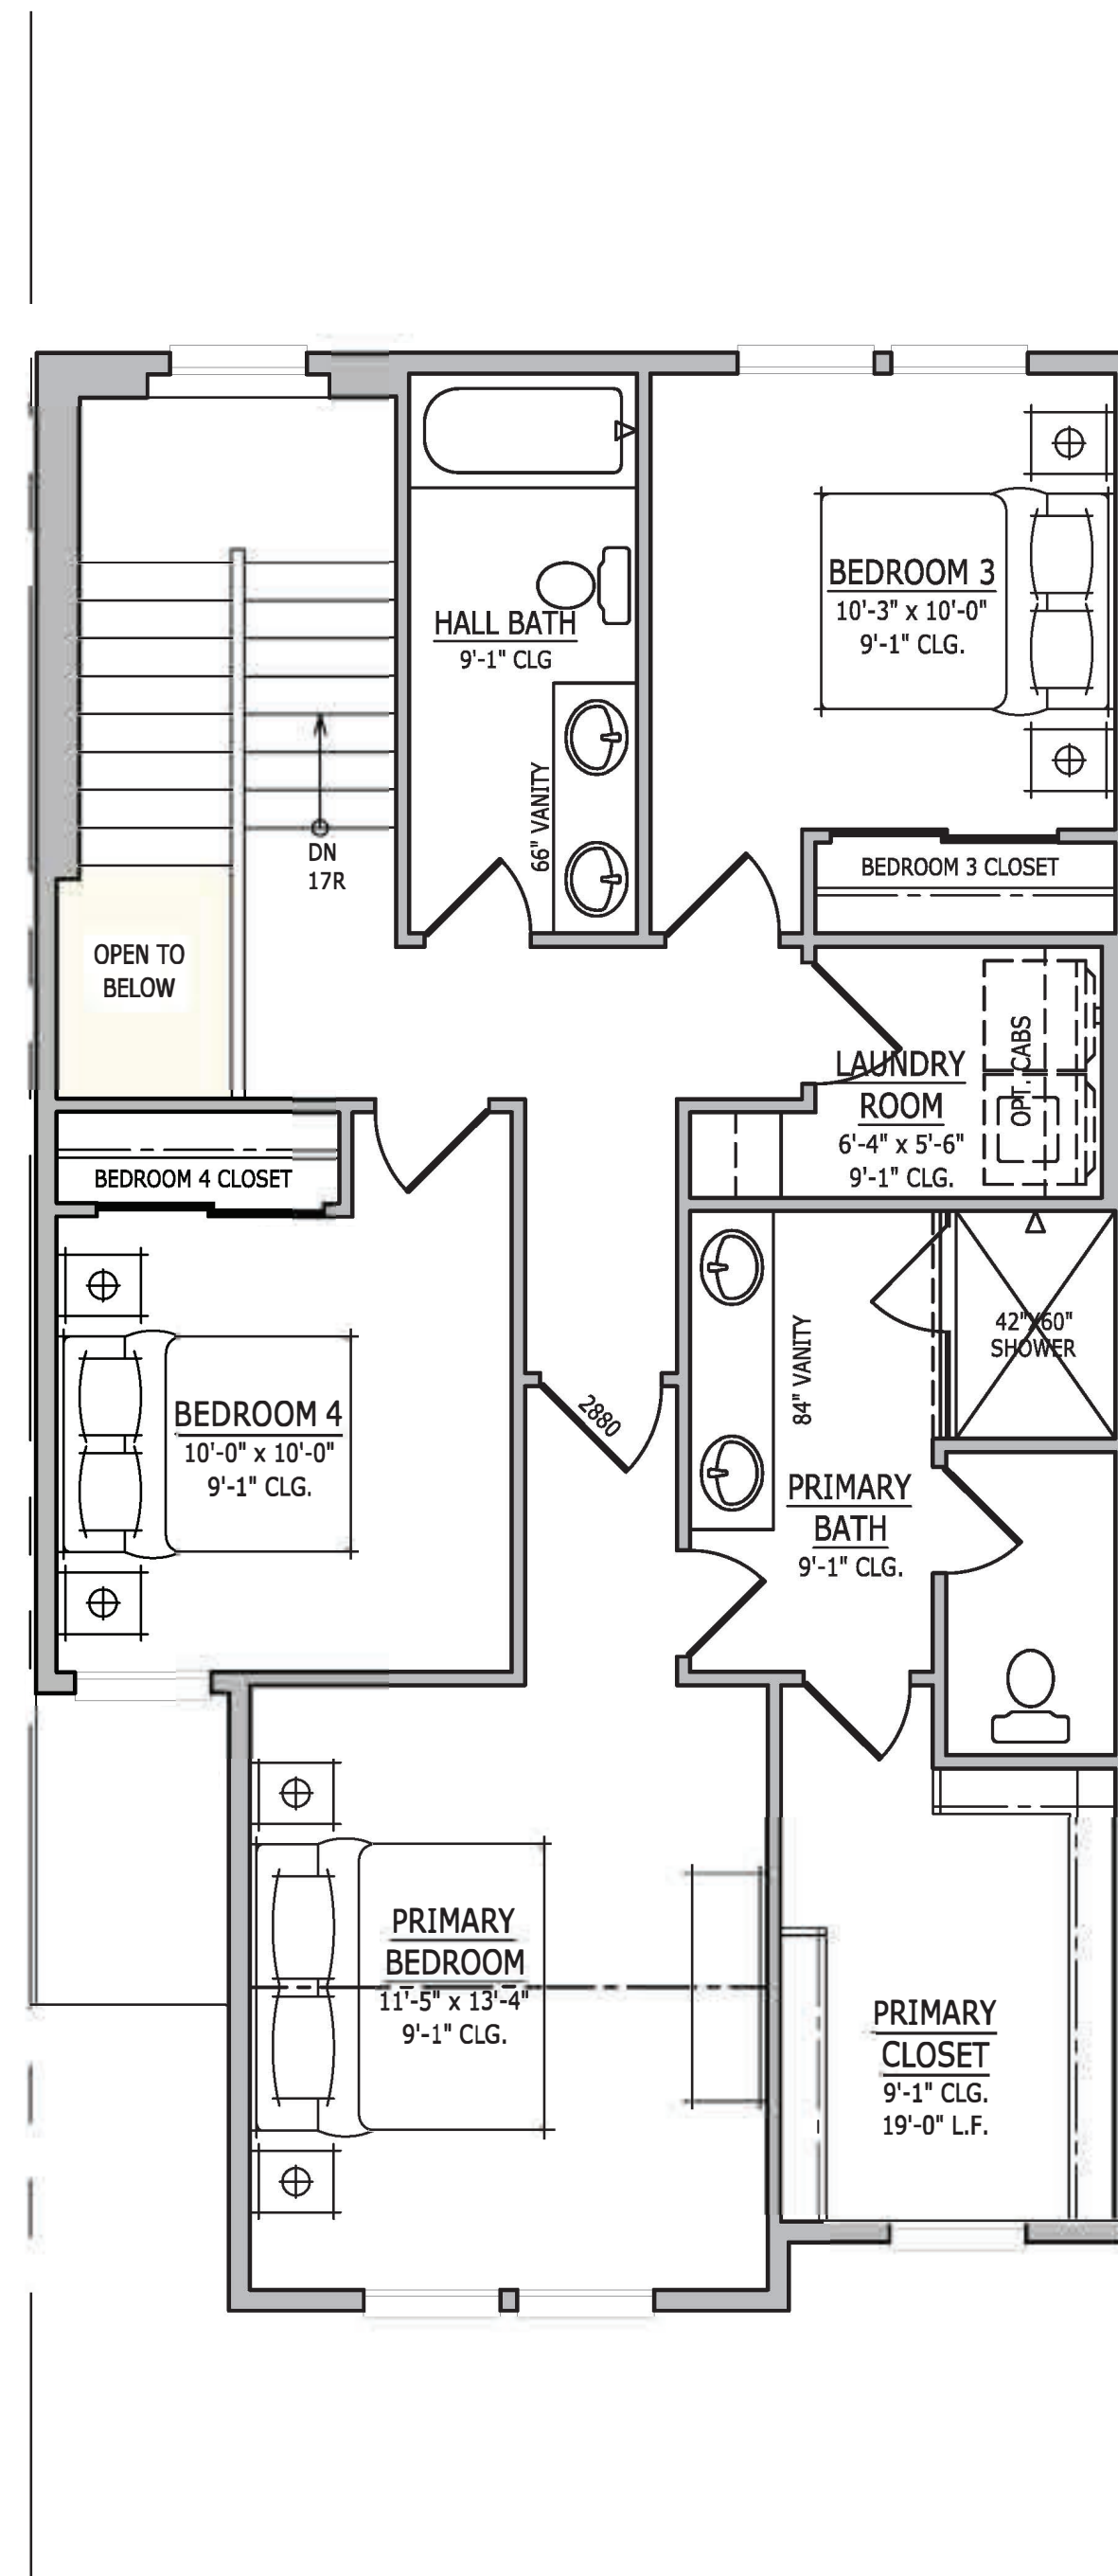 BEDROOM 3
10'-3" x 10'-0"
9'-1" CLG.
HALL BATH
9'-1" CLG
66" VANITY
DN
17R
BEDROOM 3 CLOSET
OPEN TO
BELOW
OPT. CABS
LAUNDRY
ROOM
6'-4" x 5'-6"
9'-1" CLG.
BEDROOM 4 CLOSET
42"X60"
SHOWER
84" VANITY
2880
BEDROOM 4
10'-0" x 10'-0"
9'-1" CLG.
PRIMARY
BATH
9'-1" CLG.
PRIMARY
BEDROOM
11'-5" x 13'-4"
9'-1" CLG.
PRIMARY
CLOSET
9'-1" CLG.
19'-0" L.F.